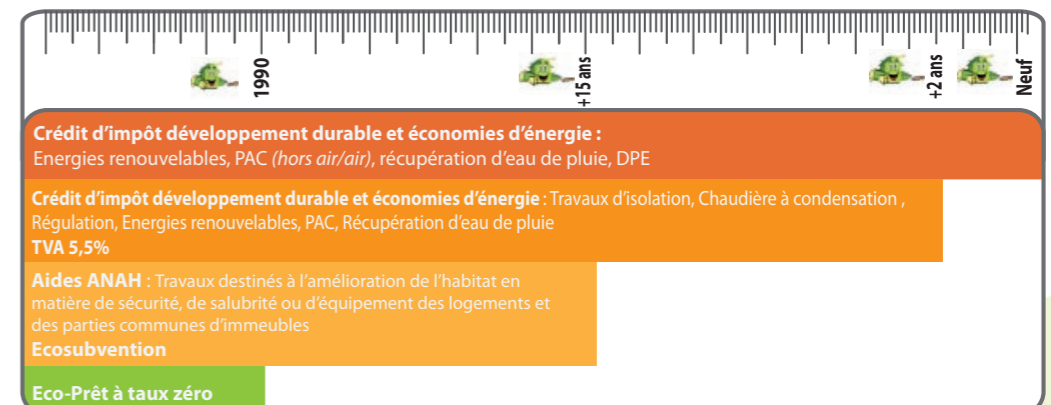 1990
+15 ans
+2 ans
Neuf
Crédit d'impôt développement durable et économies d'énergie :
Energies renouvelables, PAC (hors air/air), récupération d'eau de pluie, DPE
Crédit d'impôt développement durable et économies d'énergie : Travaux d'isolation, Chaudière à condensation ,
Régulation, Energies renouvelables, PAC, Récupération d'eau de pluie
TVA 5,5%
Aides ANAH : Travaux destinés à l'amélioration de l'habitat en
matière de sécurité, de salubrité ou d'équipement des logements et
des parties communes d'immeubles
Ecosubvention
Eco-Prêt à taux zéro